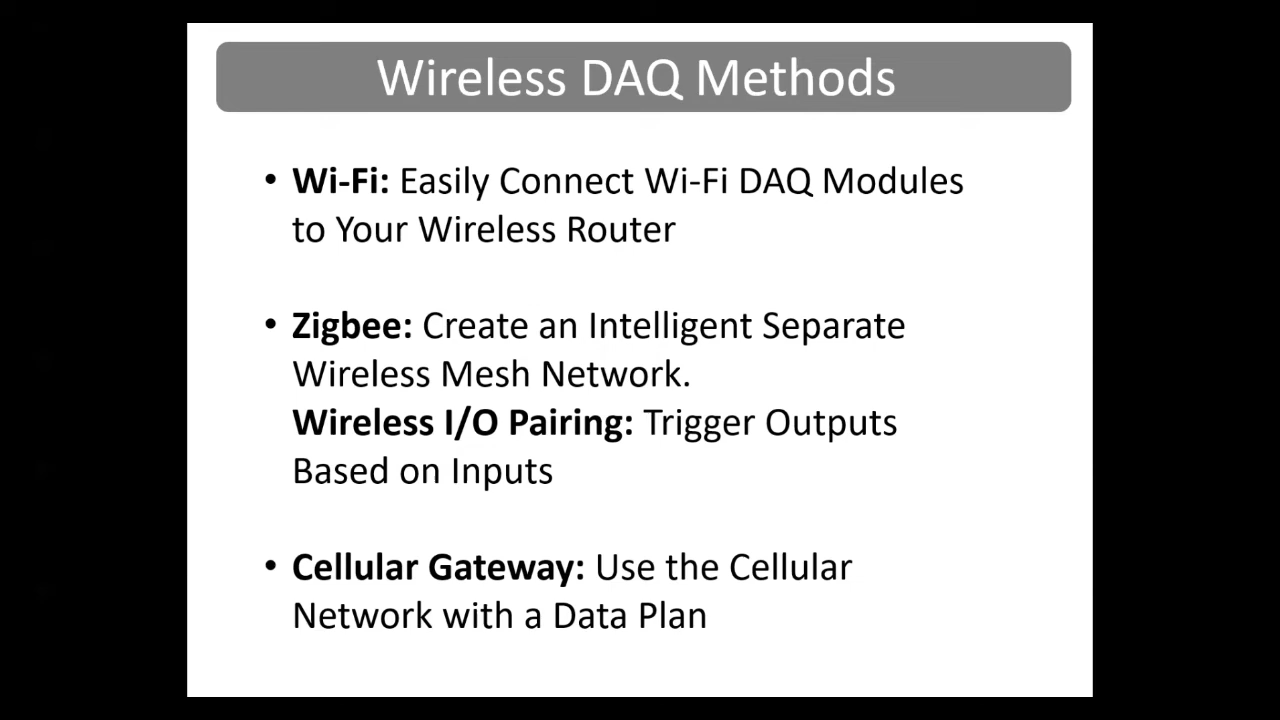 Wireless DAQ Methods
• Wi-Fi: Easily Connect Wi-Fi DAQ Modules
to Your Wireless Router
• Zigbee: Create an Intelligent Separate
Wireless Mesh Network.
Wireless I/O Pairing: Trigger Outputs
Based on Inputs
• Cellular Gateway: Use the Cellular
Network with a Data Plan